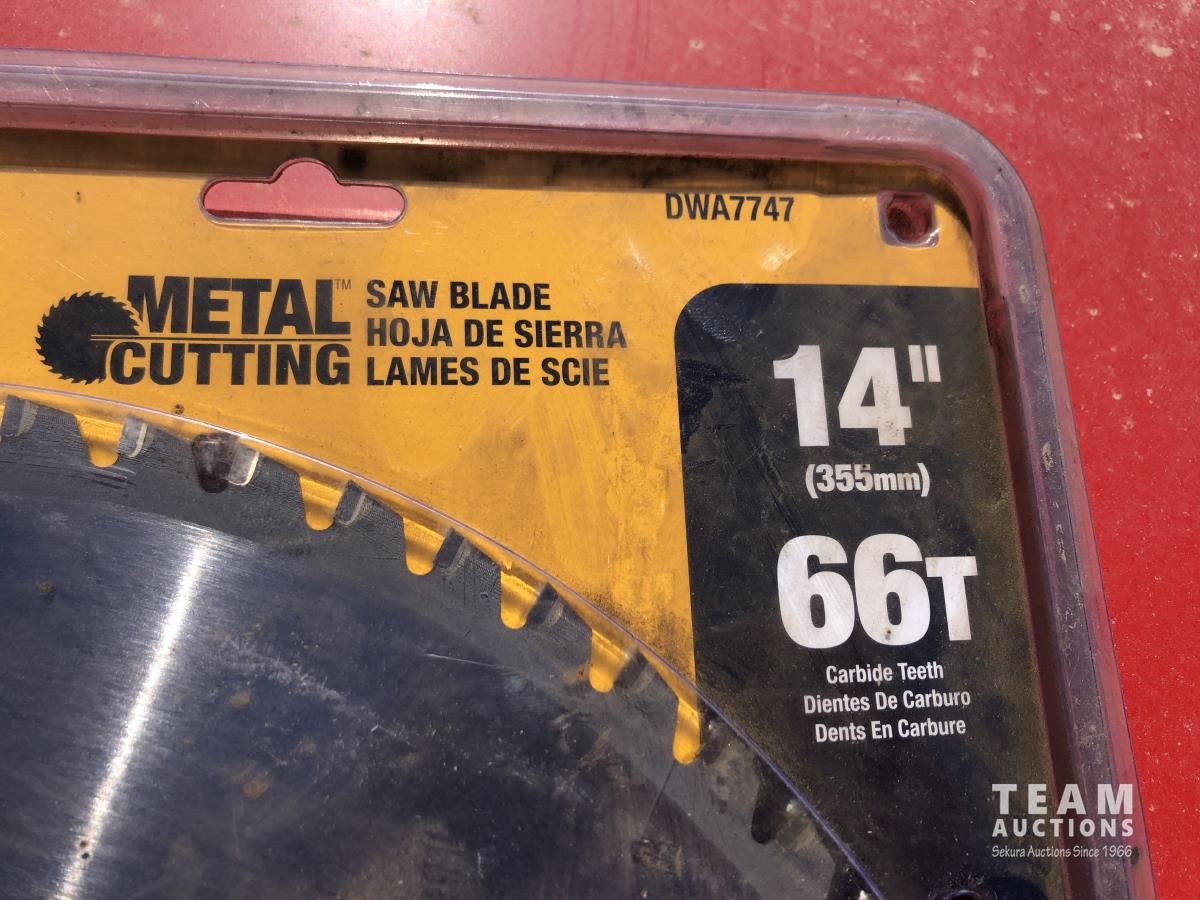 DWA7747
METAL™
CUTTING
SAW BLADE
HOJA DE SIERRA
LAMES DE SCIE
14"
(355mm)
66T
Carbide Teeth
Dientes De Carburo
Dents En Carbure
TEAM
AUCTIONS
Sekura Auctions Since 1966